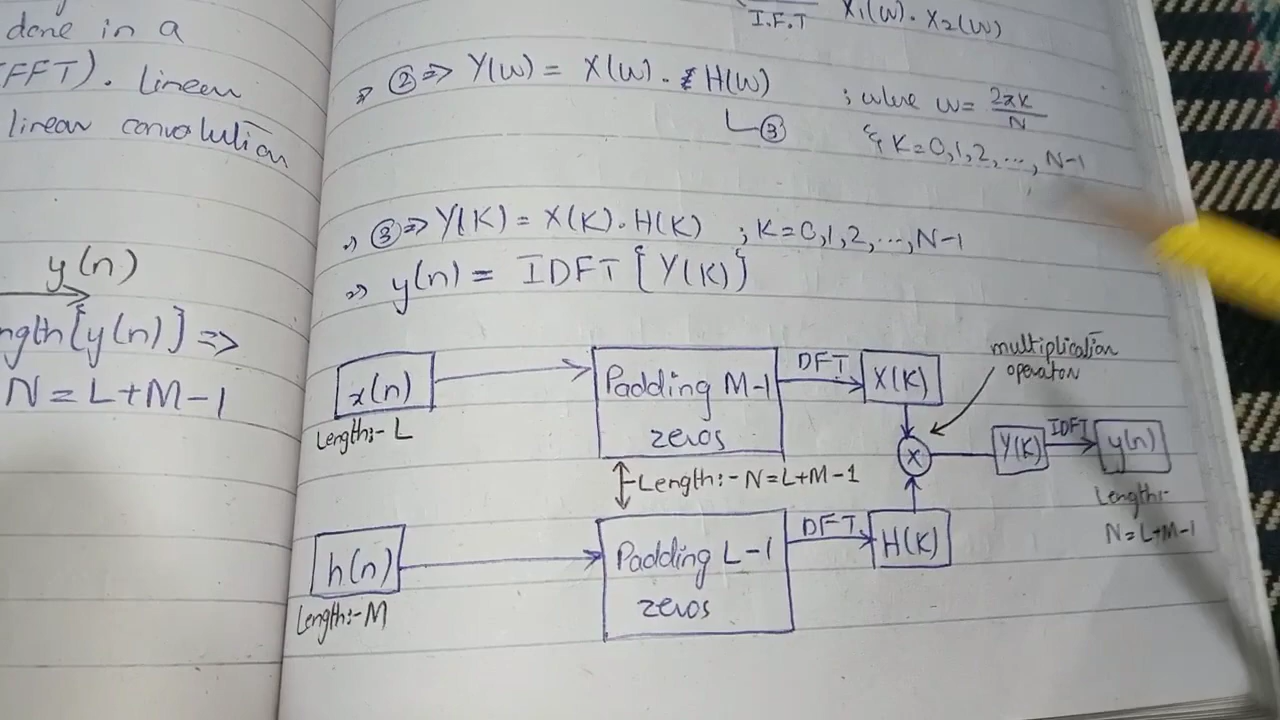 done in a
FFT). Linear
linear convolution
y(n)
ngth[y(n)] =>
N = L+M-1
I.F.T X₁(ω). X₂(ω)
=> ② => Y(ω) = X(ω). H(ω) ; where ω = 2πK/N
③ & K=0,1,2,...,N-1
=> ③ => Y(K) = X(K). H(K) ; K=0,1,2,...,N-1
=> y(n) = IDFT [Y(K)]
multiplication
operation
x(n) Padding M-1 zeros DFT X(K)
Length:- L
x Y(K) IDFT y(n)
Length:- N=L+M-1
Length:-
N=L+M-1
h(n) Padding L-1 zeros DFT H(K)
Length:- M